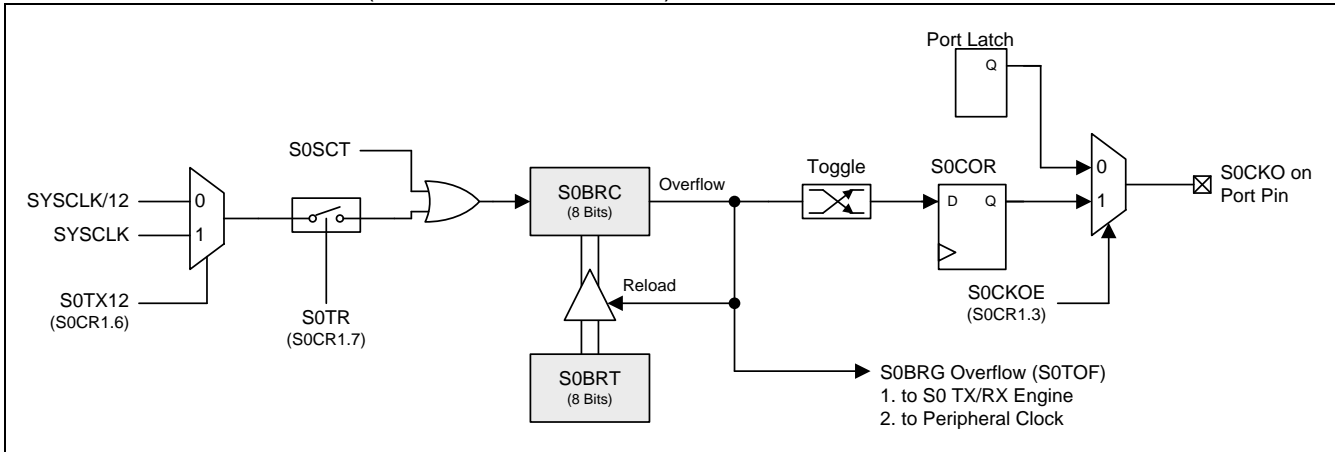 Port Latch
Q
S0SCT
Toggle
S0COR
0
S0CKO on
Port Pin
SYSCLK/12
0
S0BRC
(8 Bits)
Overflow
D
Q
1
SYSCLK
1
Reload
S0CKOE
(S0CR1.3)
S0TX12
(S0CR1.6)
S0TR
(S0CR1.7)
S0BRT
(8 Bits)
S0BRG Overflow (S0TOF)
1. to S0 TX/RX Engine
2. to Peripheral Clock